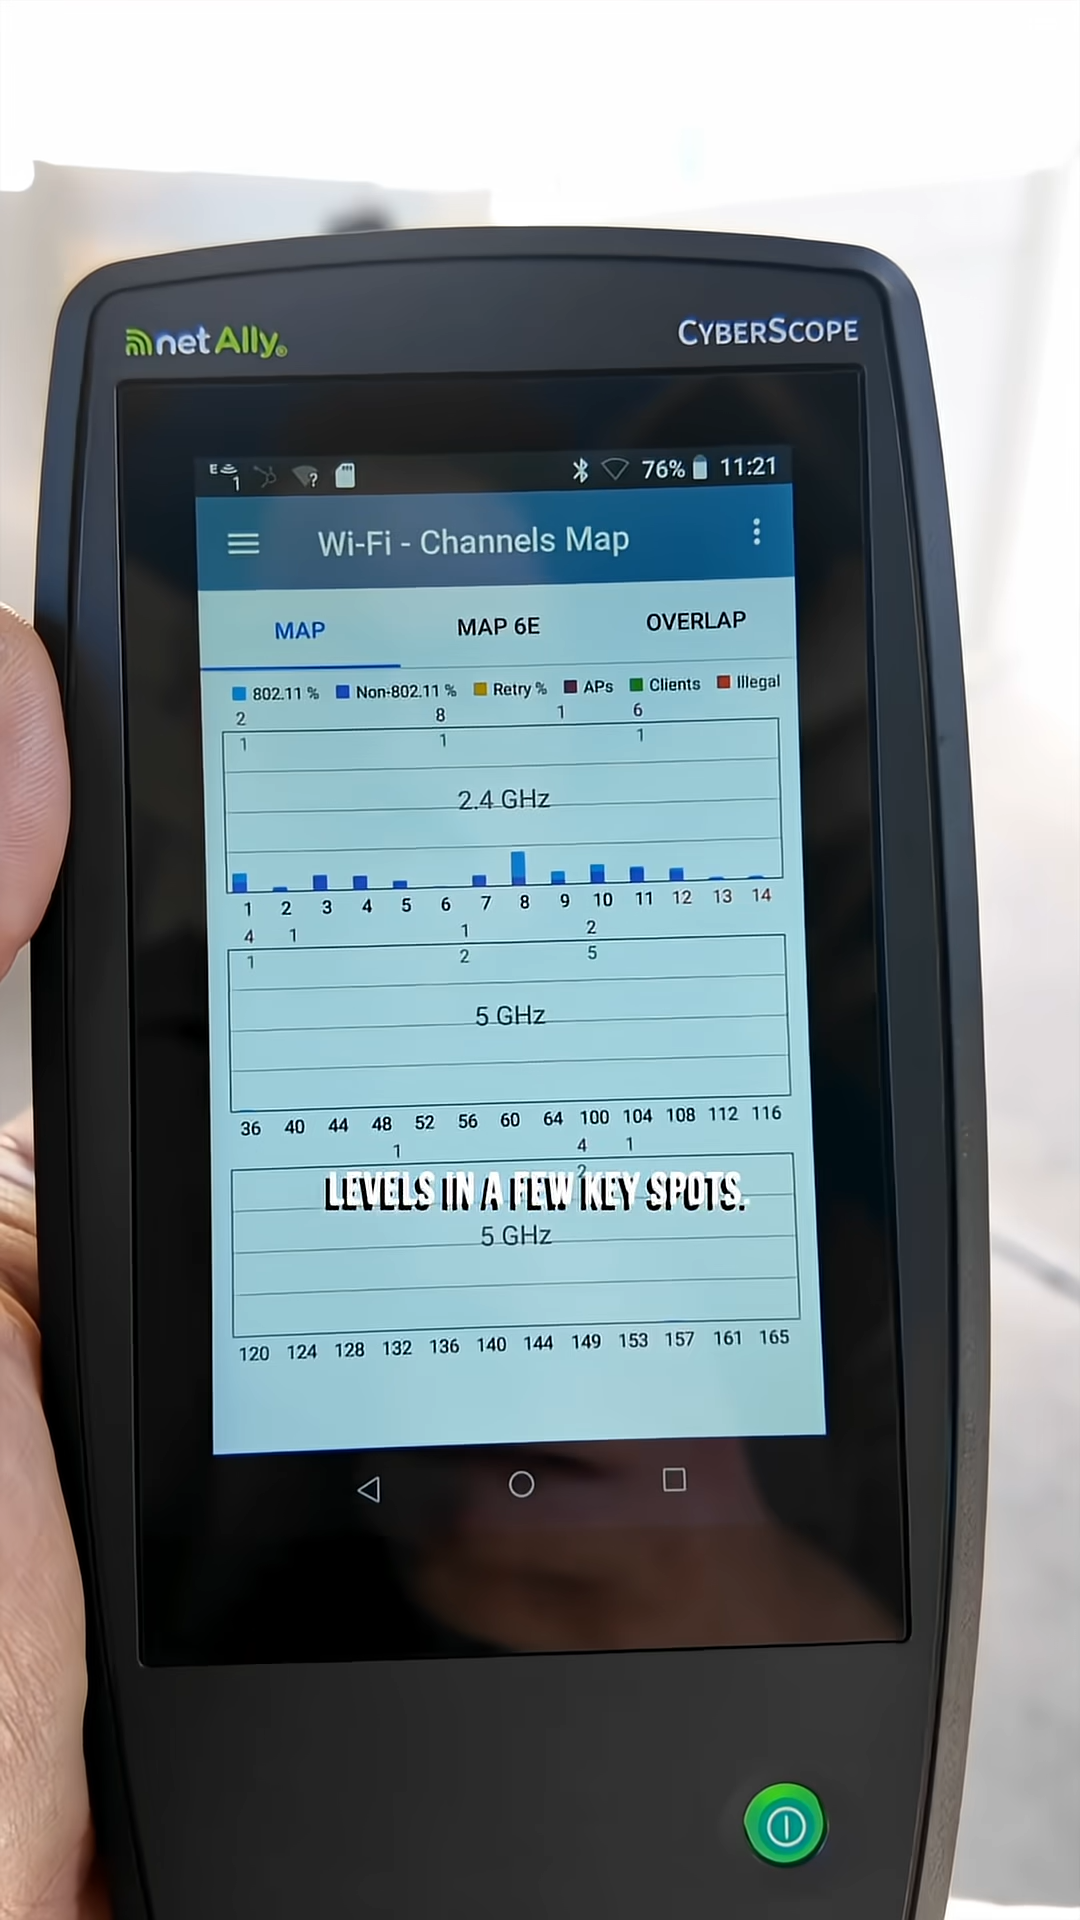 netAlly®
CYBERSCOPE
E
1
?
76% 11:21
Wi-Fi - Channels Map
MAP MAP 6E OVERLAP
802.11 % Non-802.11 % Retry % APs Clients Illegal
2 8 1 6
1 1 1
2.4 GHz
1 2 3 4 5 6 7 8 9 10 11 12 13 14
4 1 1 2
1 2 5
5 GHz
36 40 44 48 52 56 60 64 100 104 108 112 116
1 4 1
2
LEVELS IN A FEW KEY SPOTS.
5 GHz
120 124 128 132 136 140 144 149 153 157 161 165